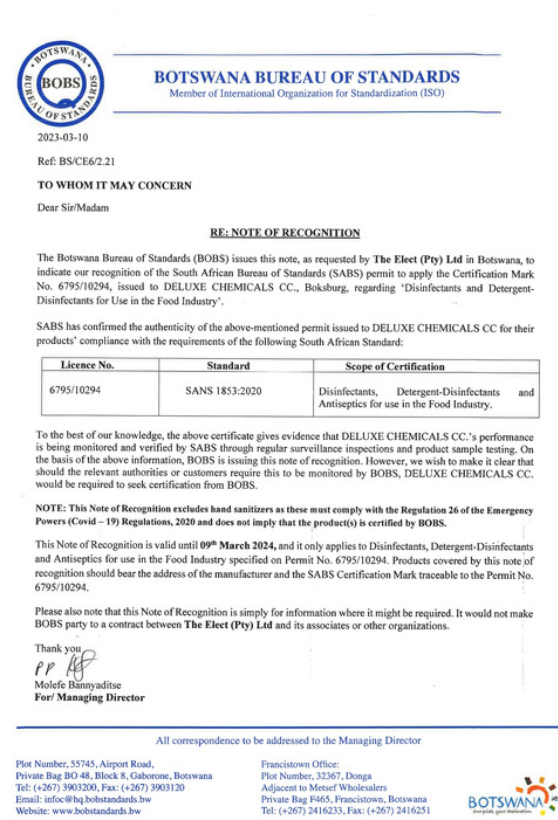 BOTSWANA
BOBS
BUREAU OF STANDARDS
BOTSWANA BUREAU OF STANDARDS
Member of International Organization for Standardization (ISO)
2023-03-10
Ref: BS/CE6/2.21
TO WHOM IT MAY CONCERN
Dear Sir/Madam
RE: NOTE OF RECOGNITION
The Botswana Bureau of Standards (BOBS) issues this note, as requested by The Elect (Pty) Ltd in Botswana, to
indicate our recognition of the South African Bureau of Standards (SABS) permit to apply the Certification Mark
No. 6795/10294, issued to DELUXE CHEMICALS CC., Boksburg, regarding ‘Disinfectants and Detergent-
Disinfectants for Use in the Food Industry’.
SABS has confirmed the authenticity of the above-mentioned permit issued to DELUXE CHEMICALS CC for their
products’ compliance with the requirements of the following South African Standard:
Licence No. Standard Scope of Certification
6795/10294 SANS 1853:2020 Disinfectants, Detergent-Disinfectants and
Antiseptics for use in the Food Industry.
To the best of our knowledge, the above certificate gives evidence that DELUXE CHEMICALS CC.’s performance
is being monitored and verified by SABS through regular surveillance inspections and product sample testing. On
the basis of the above information, BOBS is issuing this note of recognition. However, we wish to make it clear that
should the relevant authorities or customers require this to be monitored by BOBS, DELUXE CHEMICALS CC.
would be required to seek certification from BOBS.
NOTE: This Note of Recognition excludes hand sanitizers as these must comply with the Regulation 26 of the Emergency
Powers (Covid – 19) Regulations, 2020 and does not imply that the product(s) is certified by BOBS.
This Note of Recognition is valid until 09th March 2024, and it only applies to Disinfectants, Detergent-Disinfectants
and Antiseptics for use in the Food Industry specified on Permit No. 6795/10294. Products covered by this note of
recognition should bear the address of the manufacturer and the SABS Certification Mark traceable to the Permit No.
6795/10294.
Please also note that this Note of Recognition is simply for information where it might be required. It would not make
BOBS party to a contract between The Elect (Pty) Ltd and its associates or other organizations.
Thank you
PP
Molefe Bannyaditse
For/ Managing Director
All correspondence to be addressed to the Managing Director
Plot Number, 55745, Airport Road,
Private Bag BO 48, Block 8, Gaborone, Botswana
Tel: (+267) 3903200, Fax: (+267) 3903120
Email: infoc@hq.bobstandards.bw
Website: www.bobstandards.bw
Francistown Office:
Plot Number, 32367, Donga
Adjacent to Metsef Wholesalers
Private Bag F465, Francistown, Botswana
Tel: (+267) 2416233, Fax: (+267) 2416251
BOTSWANA
our pride, your destination